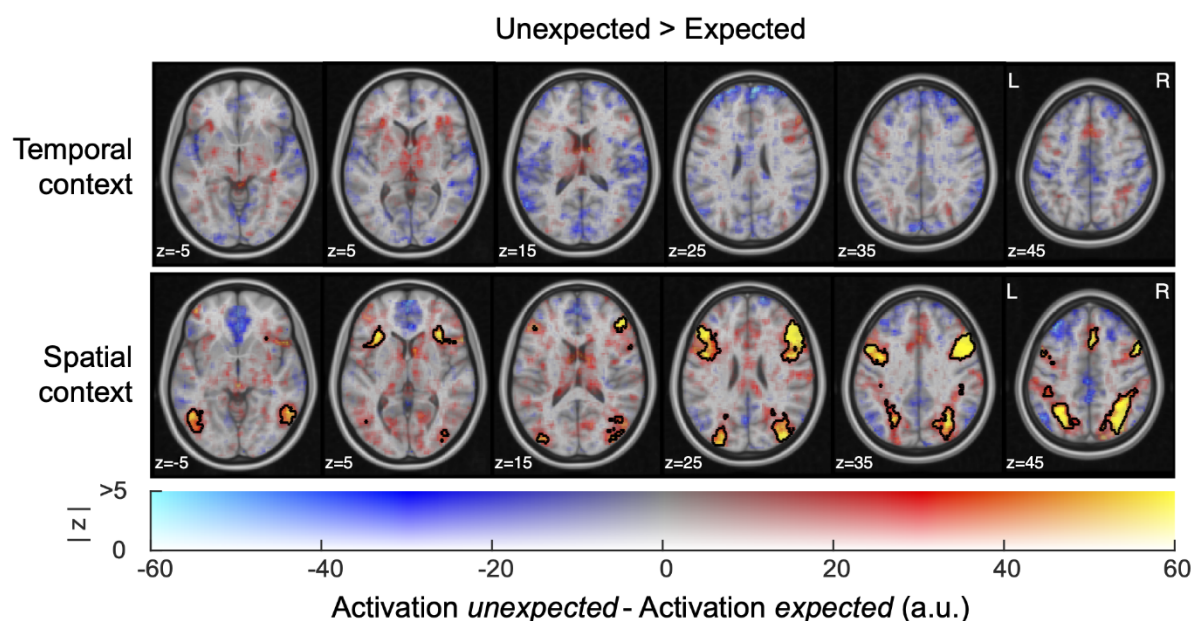 Unexpected > Expected
Temporal context
L R
z=-5 z=5 z=15 z=25 z=35 z=45
Spatial context
L R
z=-5 z=5 z=15 z=25 z=35 z=45
>5
| z |
0
-60 -40 -20 0 20 40 60
Activation unexpected - Activation expected (a.u.)